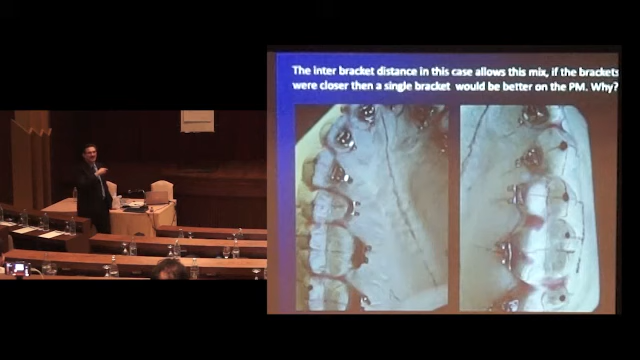 The inter bracket distance in this case allows this mix, if the brackets
were closer then a single bracket would be better on the PM. Why?